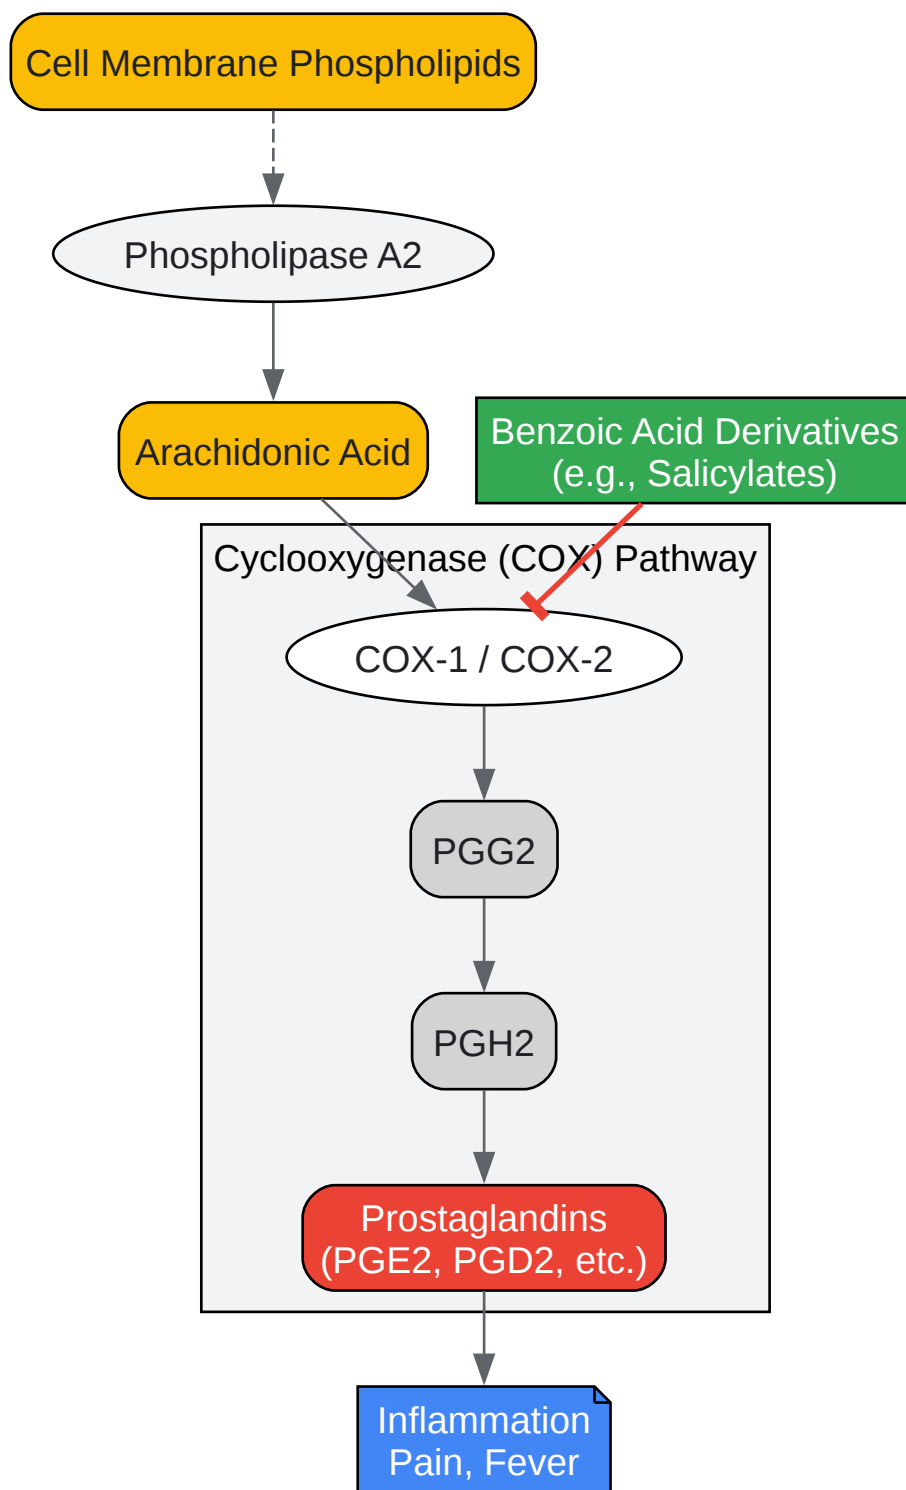 Cell Membrane Phospholipids
Phospholipase A2
Arachidonic Acid
Benzoic Acid Derivatives
(e.g., Salicylates)
Cyclooxygenase (COX) Pathway
COX-1 / COX-2
PGG2
PGH2
Prostaglandins
(PGE2, PGD2, etc.)
Inflammation
Pain, Fever